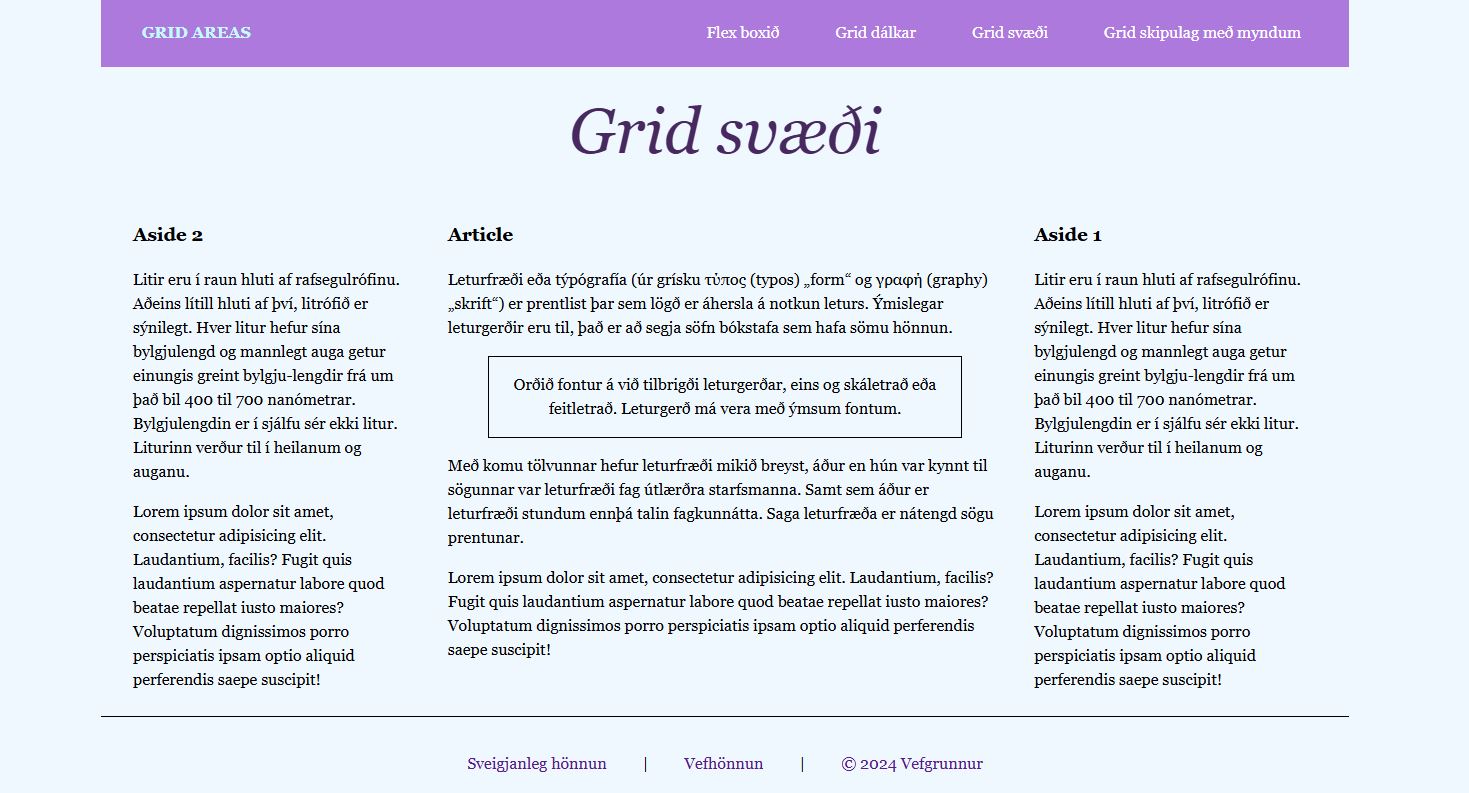 GRID AREAS
Flex boxið
Grid dálkar
Grid svæði
Grid skipulag með myndum
Grid svæði
Aside 2
Litir eru í raun hluti af rafsegulrófinu.
Aðeins lítill hluti af því, litrófið er
sýnilegt. Hver litur hefur sína
bylgjulengd og mannlegt auga getur
einungis greint bylgju-lengdir frá um
það bil 400 til 700 nanómetrar.
Bylgjulengdin er í sjálfu sér ekki litur.
Liturinn verður til í heilanum og
auganu.
Lorem ipsum dolor sit amet,
consectetur adipisicing elit.
Laudantium, facilis? Fugit quis
laudantium aspernatur labore quod
beatae repellat iusto maiores?
Voluptatum dignissimos porro
perspiciatis ipsam optio aliquid
perferendis saepe suscipit!
Article
Leturfræði eða týpógrafía (úr grísku τὐπος (typos) „form“ og γραφἠ (graphy)
„skrift“) er prentlist þar sem lögð er áhersla á notkun leturs. Ýmislegar
leturgerðir eru til, það er að segja söfn bókstafa sem hafa sömu hönnun.
Orðið fontur á við tilbrigði leturgerðar, eins og skáletrað eða
feitletrað. Leturgerð má vera með ýmsum fontum.
Með komu tölvunnar hefur leturfræði mikið breyst, áður en hún var kynnt til
sögunnar var leturfræði fag útlærðra starfsmanna. Samt sem áður er
leturfræði stundum ennþá talin fagkunnátta. Saga leturfræða er nátengd sögu
prentunar.
Lorem ipsum dolor sit amet, consectetur adipisicing elit. Laudantium, facilis?
Fugit quis laudantium aspernatur labore quod beatae repellat iusto maiores?
Voluptatum dignissimos porro perspiciatis ipsam optio aliquid perferendis
saepe suscipit!
Aside 1
Litir eru í raun hluti af rafsegulrófinu.
Aðeins lítill hluti af því, litrófið er
sýnilegt. Hver litur hefur sína
bylgjulengd og mannlegt auga getur
einungis greint bylgju-lengdir frá um
það bil 400 til 700 nanómetrar.
Bylgjulengdin er í sjálfu sér ekki litur.
Liturinn verður til í heilanum og
auganu.
Lorem ipsum dolor sit amet,
consectetur adipisicing elit.
Laudantium, facilis? Fugit quis
laudantium aspernatur labore quod
beatae repellat iusto maiores?
Voluptatum dignissimos porro
perspiciatis ipsam optio aliquid
perferendis saepe suscipit!
Sveigjanleg hönnun | Vefhönnun | © 2024 Vefgrunnur